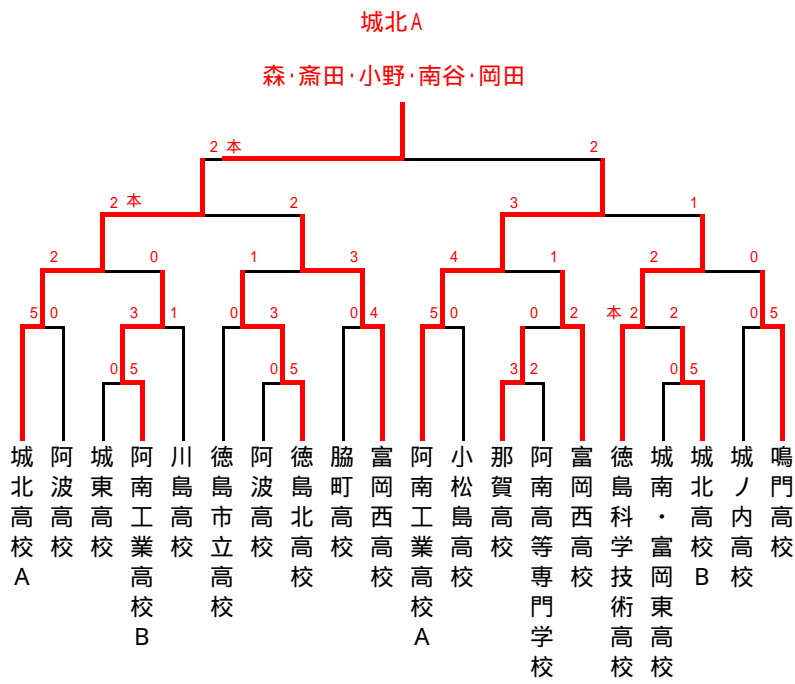 城北A
森・斎田・小野・南谷・岡田
2 本 2
2 本 2 3 1
2 0 1 3 4 1 2 0
5 0 3 1 0 3 0 4 5 0 0 2 本 2 2 0 5
0 5 0 5 3 2 0 5
城北高校A
阿波高校
城東高校
阿南工業高校B
川島高校
徳島市立高校
阿波高校
徳島北高校
脇町高校
富岡西高校
阿南工業高校A
小松島高校
那賀高校
阿南高等専門学校
富岡西高校
徳島科学技術高校
城南・富岡東高校
城北高校B
城ノ内高校
鳴門高校